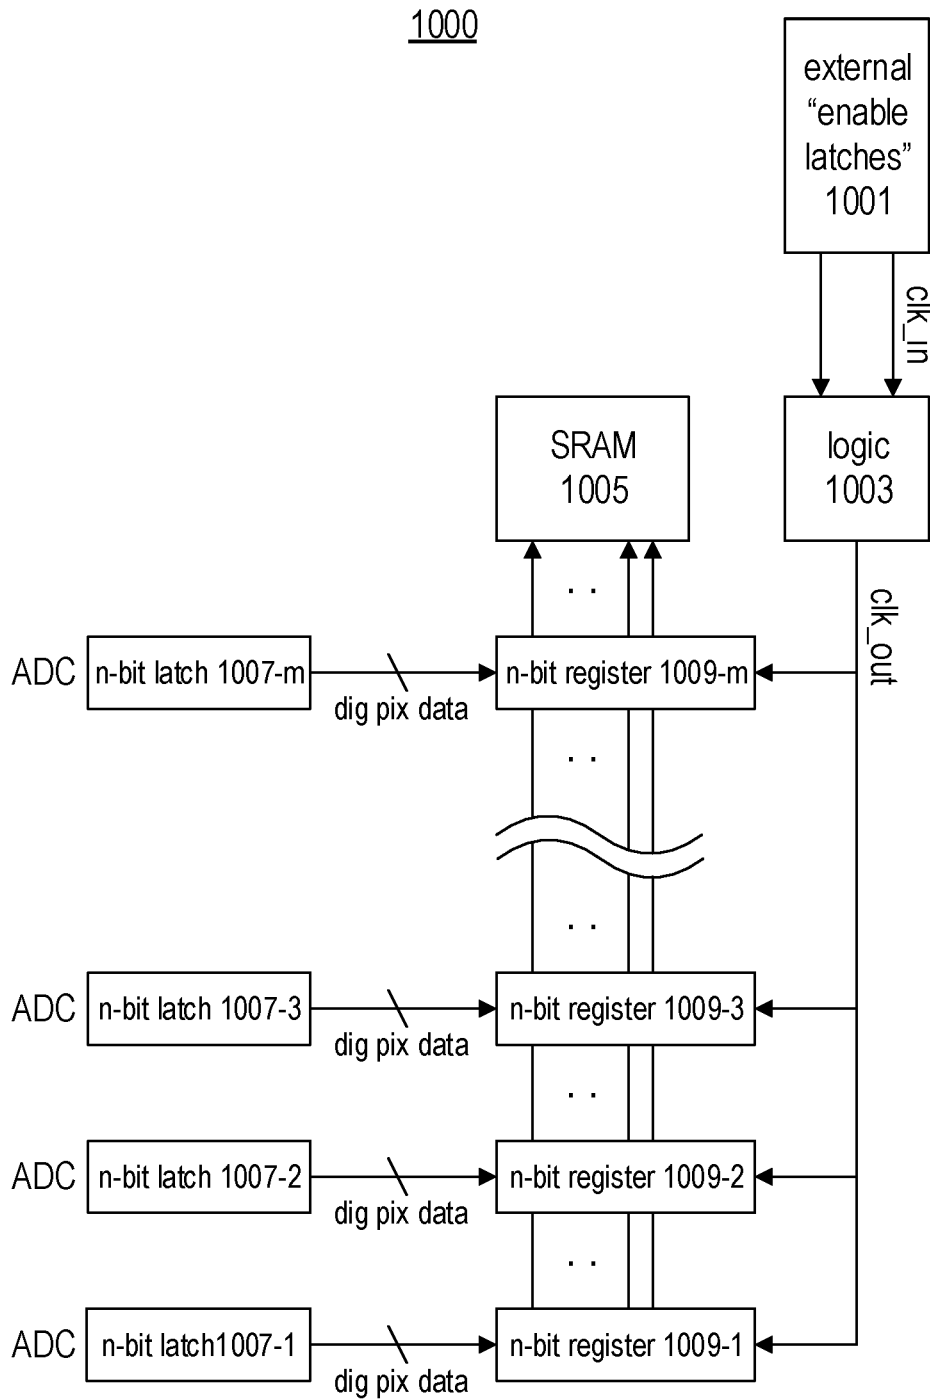 1000
external
“enable
latches”
1001
clk_in
SRAM
1005
logic
1003
clk_out
. .
ADC n-bit latch 1007-m n-bit register 1009-m
dig pix data
. .
. .
ADC n-bit latch 1007-3 n-bit register 1009-3
dig pix data
. .
ADC n-bit latch 1007-2 n-bit register 1009-2
dig pix data
. .
ADC n-bit latch1007-1 n-bit register 1009-1
dig pix data